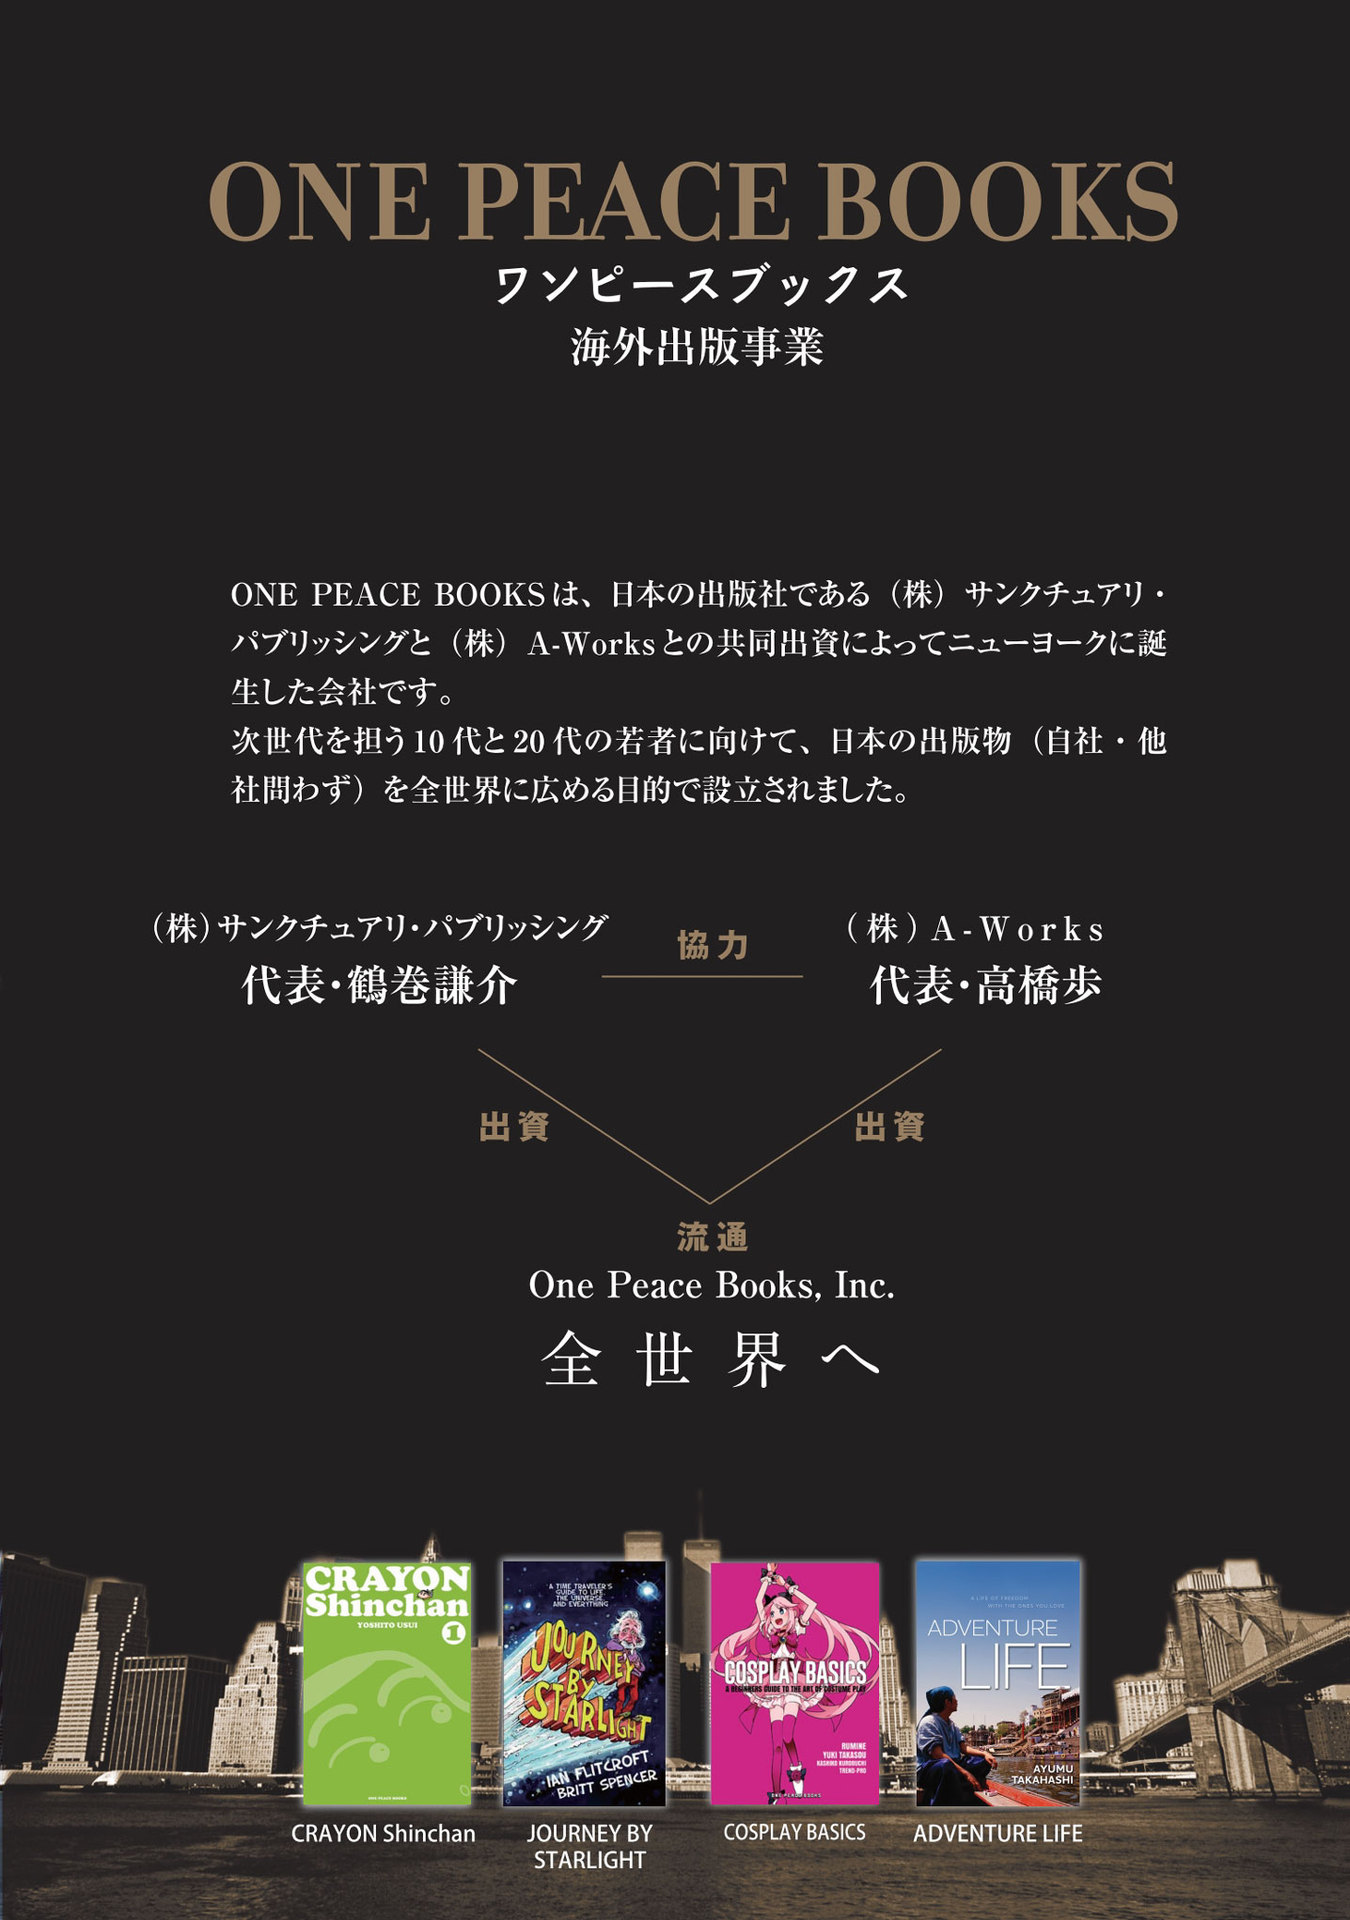 ONE PEACE BOOKS
ワンピースブックス
海外出版事業
ONE PEACE BOOKSは、日本の出版社である（株）サンクチュアリ・
パブリッシングと（株）A-Worksとの共同出資によってニューヨークに誕
生した会社です。
次世代を担う10代と20代の若者に向けて、日本の出版物（自社・他
社問わず）を全世界に広める目的で設立されました。
（株）サンクチュアリ・パブリッシング
代表・鶴巻謙介
協力
（株）A-Works
代表・高橋歩
出資
出資
流通
One Peace Books, Inc.
全世界へ
CRAYON
Shinchan
YOSHITO USUI
1
ONE PEACE BOOKS
A TIME TRAVELER'S
GUIDE TO LIFE,
THE UNIVERSE,
AND EVERYTHING
JOURNEY
BY
STARLIGHT
IAN FLITCROFT
BRITT SPENCER
COSPLAY BASICS
A BEGINNERS GUIDE TO THE ART OF COSTUME PLAY
RUMINE
YUKI TAKASOU
KASHIKO KUROBUCHI
TREND-PRO
ONE PEACE BOOKS
A LIFE OF FREEDOM
WITH THE ONES YOU LOVE
ADVENTURE
LIFE
AYUMU
TAKAHASHI
CRAYON Shinchan
JOURNEY BY
STARLIGHT
COSPLAY BASICS
ADVENTURE LIFE